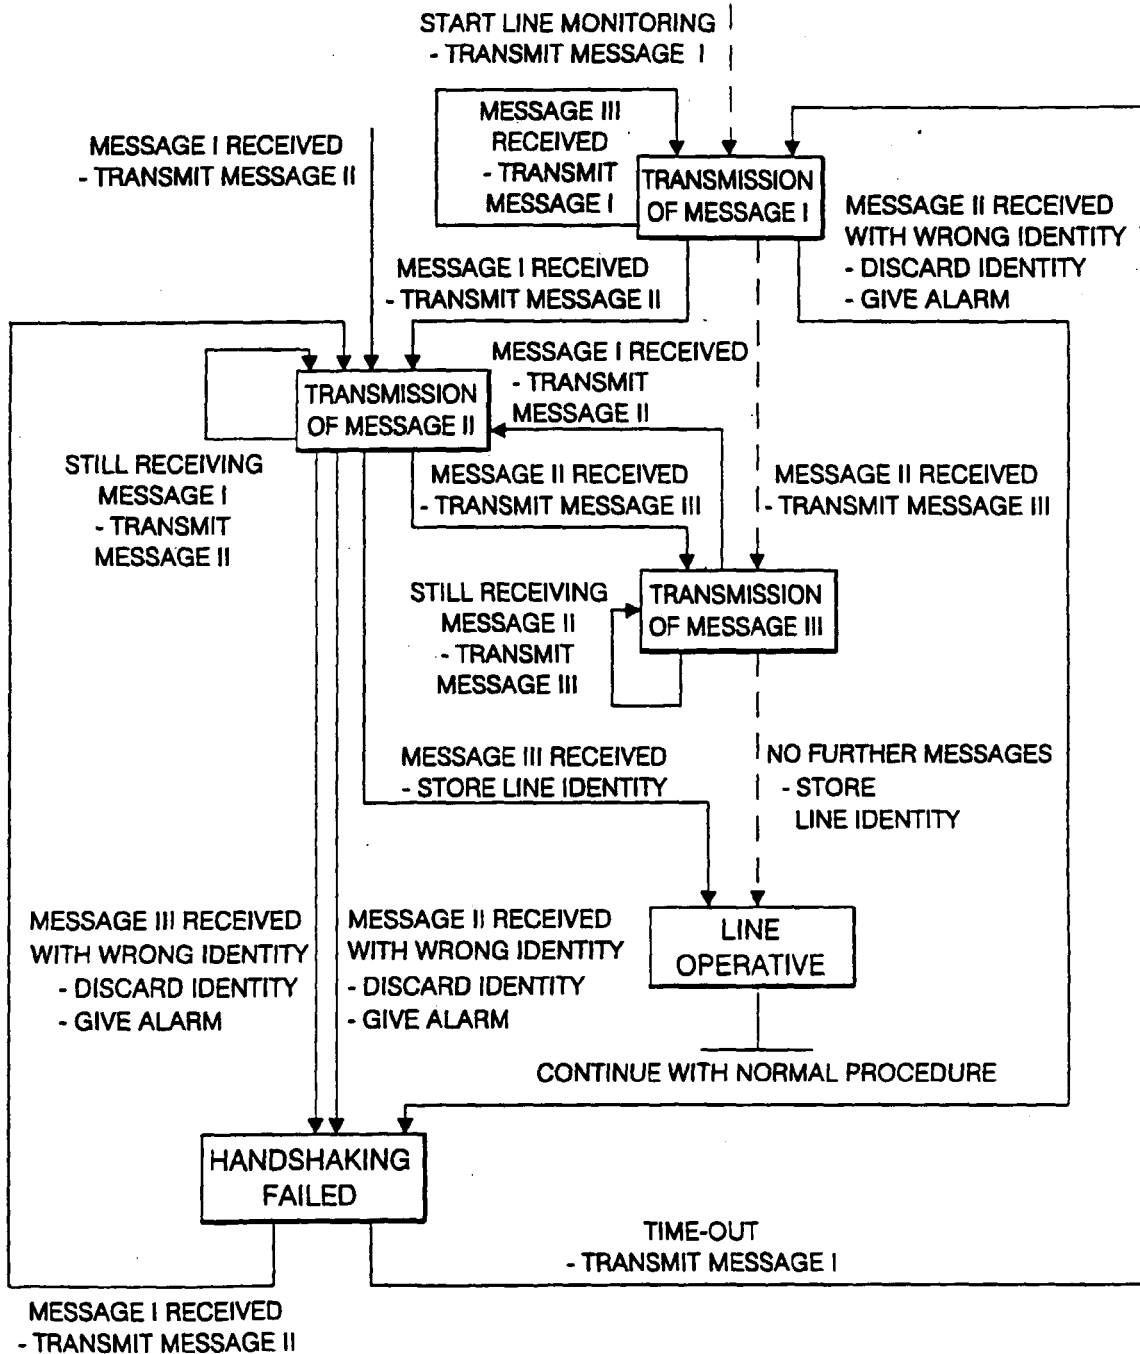 START LINE MONITORING
- TRANSMIT MESSAGE I
MESSAGE III
RECEIVED
- TRANSMIT
MESSAGE I
MESSAGE I RECEIVED
- TRANSMIT MESSAGE II
TRANSMISSION
OF MESSAGE I
MESSAGE II RECEIVED
WITH WRONG IDENTITY
- DISCARD IDENTITY
- GIVE ALARM
MESSAGE I RECEIVED
- TRANSMIT MESSAGE II
MESSAGE I RECEIVED
- TRANSMIT
MESSAGE II
TRANSMISSION
OF MESSAGE II
STILL RECEIVING
MESSAGE I
- TRANSMIT
MESSAGE II
MESSAGE II RECEIVED
- TRANSMIT MESSAGE III
MESSAGE II RECEIVED
- TRANSMIT MESSAGE III
STILL RECEIVING
MESSAGE II
- TRANSMIT
MESSAGE III
TRANSMISSION
OF MESSAGE III
MESSAGE III RECEIVED
- STORE LINE IDENTITY
NO FURTHER MESSAGES
- STORE
LINE IDENTITY
MESSAGE III RECEIVED
WITH WRONG IDENTITY
- DISCARD IDENTITY
- GIVE ALARM
MESSAGE II RECEIVED
WITH WRONG IDENTITY
- DISCARD IDENTITY
- GIVE ALARM
LINE
OPERATIVE
CONTINUE WITH NORMAL PROCEDURE
HANDSHAKING
FAILED
TIME-OUT
- TRANSMIT MESSAGE I
MESSAGE I RECEIVED
- TRANSMIT MESSAGE II